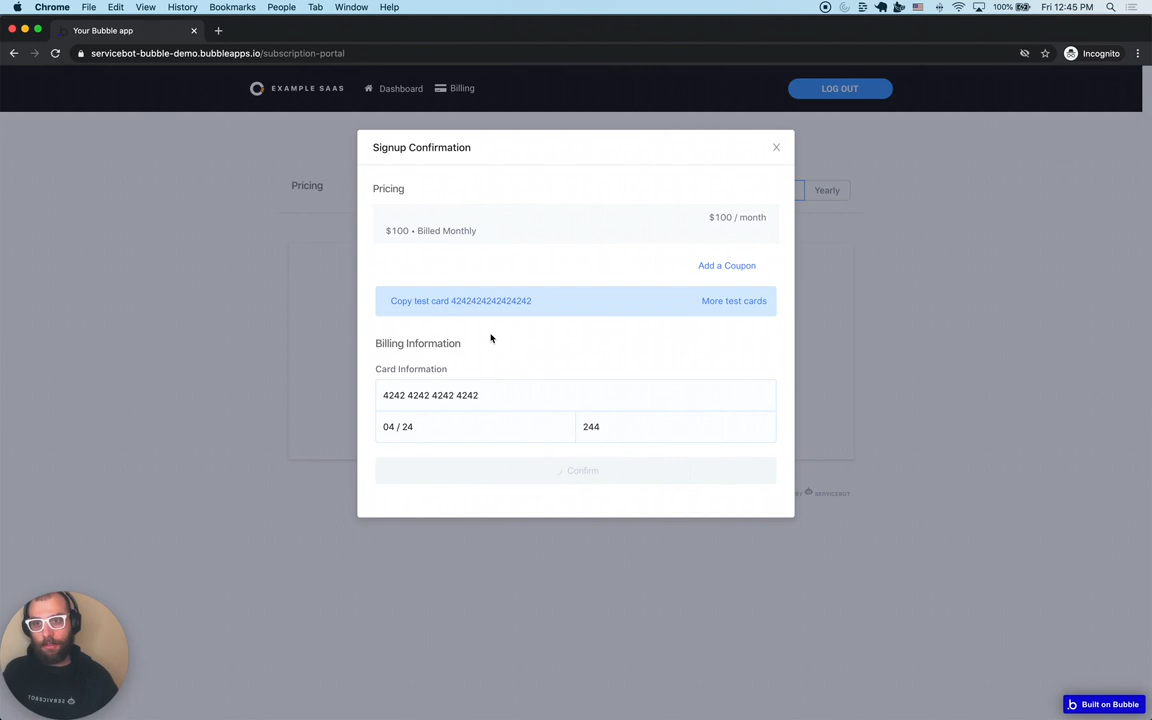 Chrome File Edit View History Bookmarks People Tab Window Help 100% Fri 12:45 PM
Your Bubble app
servicebot-bubble-demo.bubbleapps.io/subscription-portal Incognito
EXAMPLE SAAS Dashboard Billing LOG OUT
Signup Confirmation
Pricing Yearly
Pricing
$100 / month
$100 • Billed Monthly
Add a Coupon
Copy test card 4242424242424242 More test cards
Billing Information
Card Information
4242 4242 4242 4242
04 / 24 244
Confirm
BY SERVICEBOT
SERVICEBOT
Built on Bubble